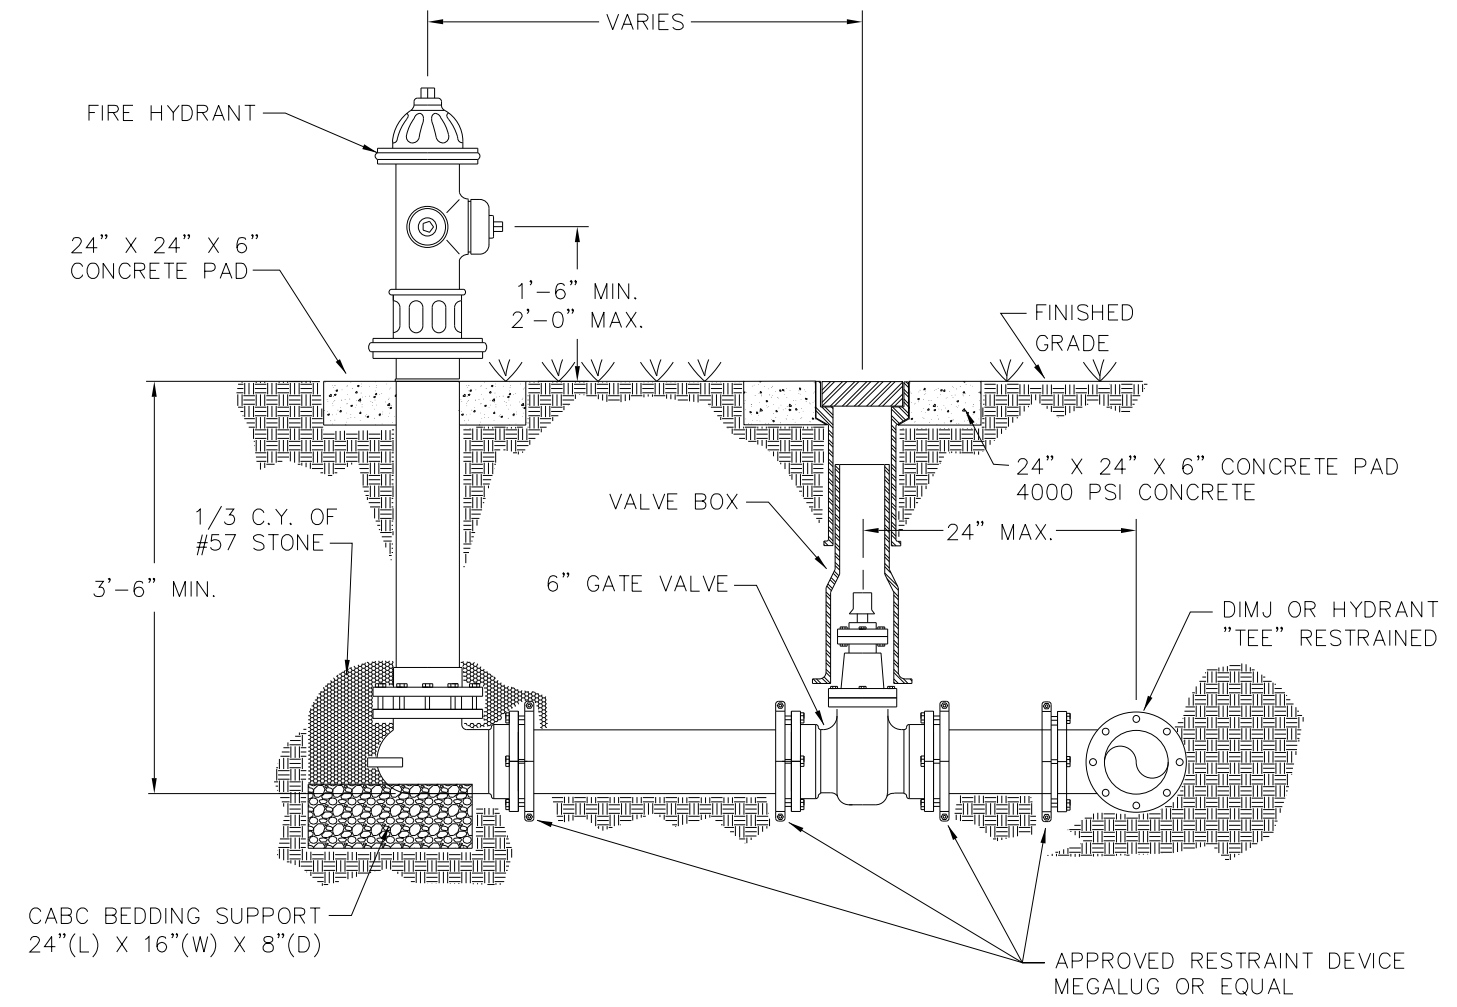 VARIES
FIRE HYDRANT
24" X 24" X 6"
CONCRETE PAD
1'-6" MIN.
2'-0" MAX.
FINISHED
GRADE
24" X 24" X 6" CONCRETE PAD
4000 PSI CONCRETE
VALVE BOX
1/3 C.Y. OF
#57 STONE
24" MAX.
3'-6" MIN.
6" GATE VALVE
DIMJ OR HYDRANT
"TEE" RESTRAINED
CABC BEDDING SUPPORT
24"(L) X 16"(W) X 8"(D)
APPROVED RESTRAINT DEVICE
MEGALUG OR EQUAL